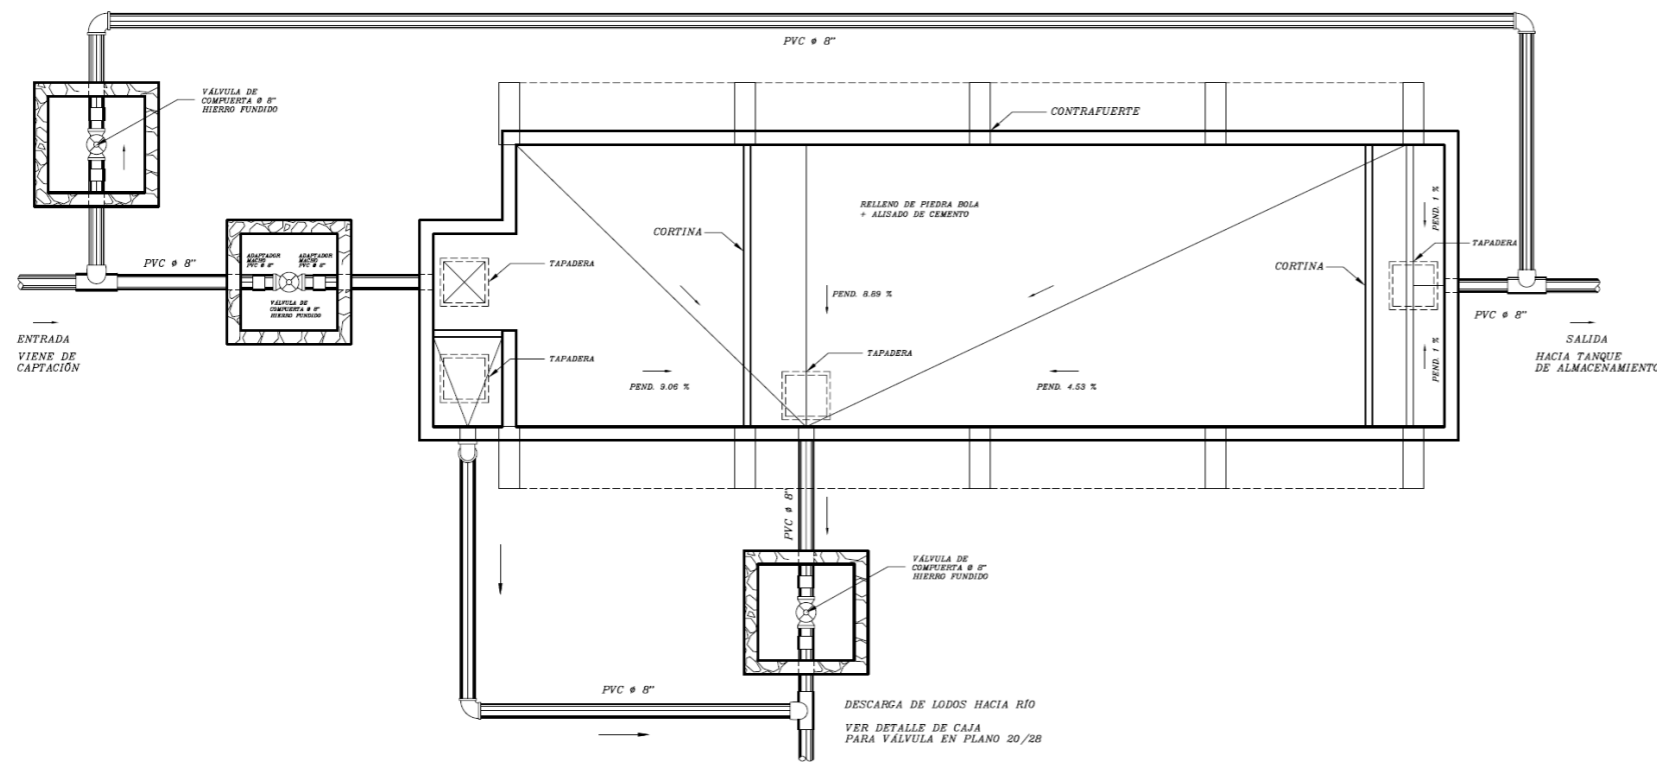 PVC ø 8"
VÁLVULA DE
COMPUERTA Ø 8"
HIERRO FUNDIDO
CONTRAFUERTE
RELLENO DE PIEDRA BOLA
+ ALISADO DE CEMENTO
PEND. 1 %
CORTINA
TAPADERA
PVC ø 8"
ADAPTADOR
MACHO
PVC ø 8"
ADAPTADOR
MACHO
PVC ø 8"
VÁLVULA DE
COMPUERTA Ø 8"
HIERRO FUNDIDO
TAPADERA
CORTINA
PEND. 8.89 %
PVC ø 8"
ENTRADA
VIENE DE
CAPTACIÓN
SALIDA
HACIA TANQUE
DE ALMACENAMIENTO
TAPADERA
TAPADERA
PEND. 9.06 %
PEND. 4.53 %
PEND. 1 %
PVC ø 8"
VÁLVULA DE
COMPUERTA Ø 8"
HIERRO FUNDIDO
PVC ø 8"
DESCARGA DE LODOS HACIA RÍO
VER DETALLE DE CAJA
PARA VÁLVULA EN PLANO 20/28